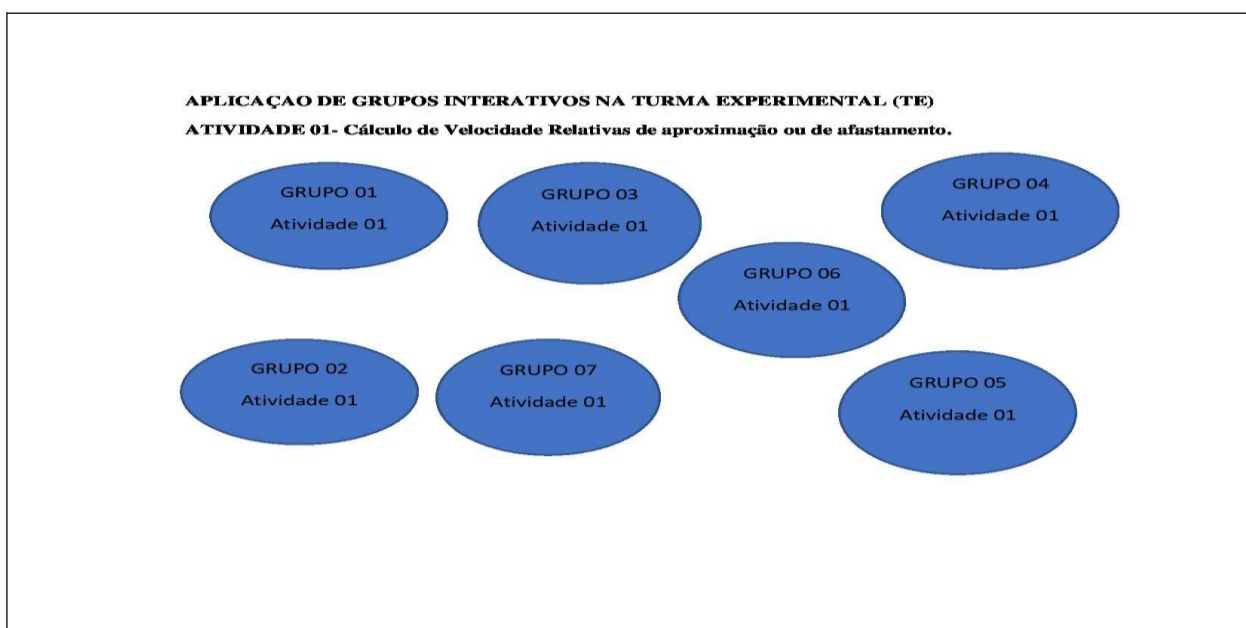 APLICAÇAO DE GRUPOS INTERATIVOS NA TURMA EXPERIMENTAL (TE)
ATIVIDADE 01- Cálculo de Velocidade Relativas de aproximação ou de afastamento.
GRUPO 01
Atividade 01
GRUPO 03
Atividade 01
GRUPO 04
Atividade 01
GRUPO 06
Atividade 01
GRUPO 02
Atividade 01
GRUPO 07
Atividade 01
GRUPO 05
Atividade 01